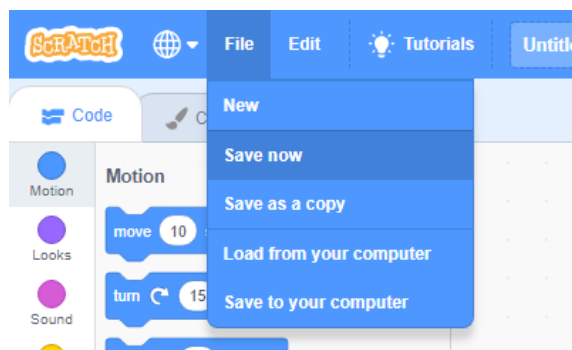 SCRATCH File Edit Tutorials Untitl
Code C
New
Save now
Save as a copy
Load from your computer
Save to your computer
Motion
Looks
Sound
Motion
move 10
turn 15